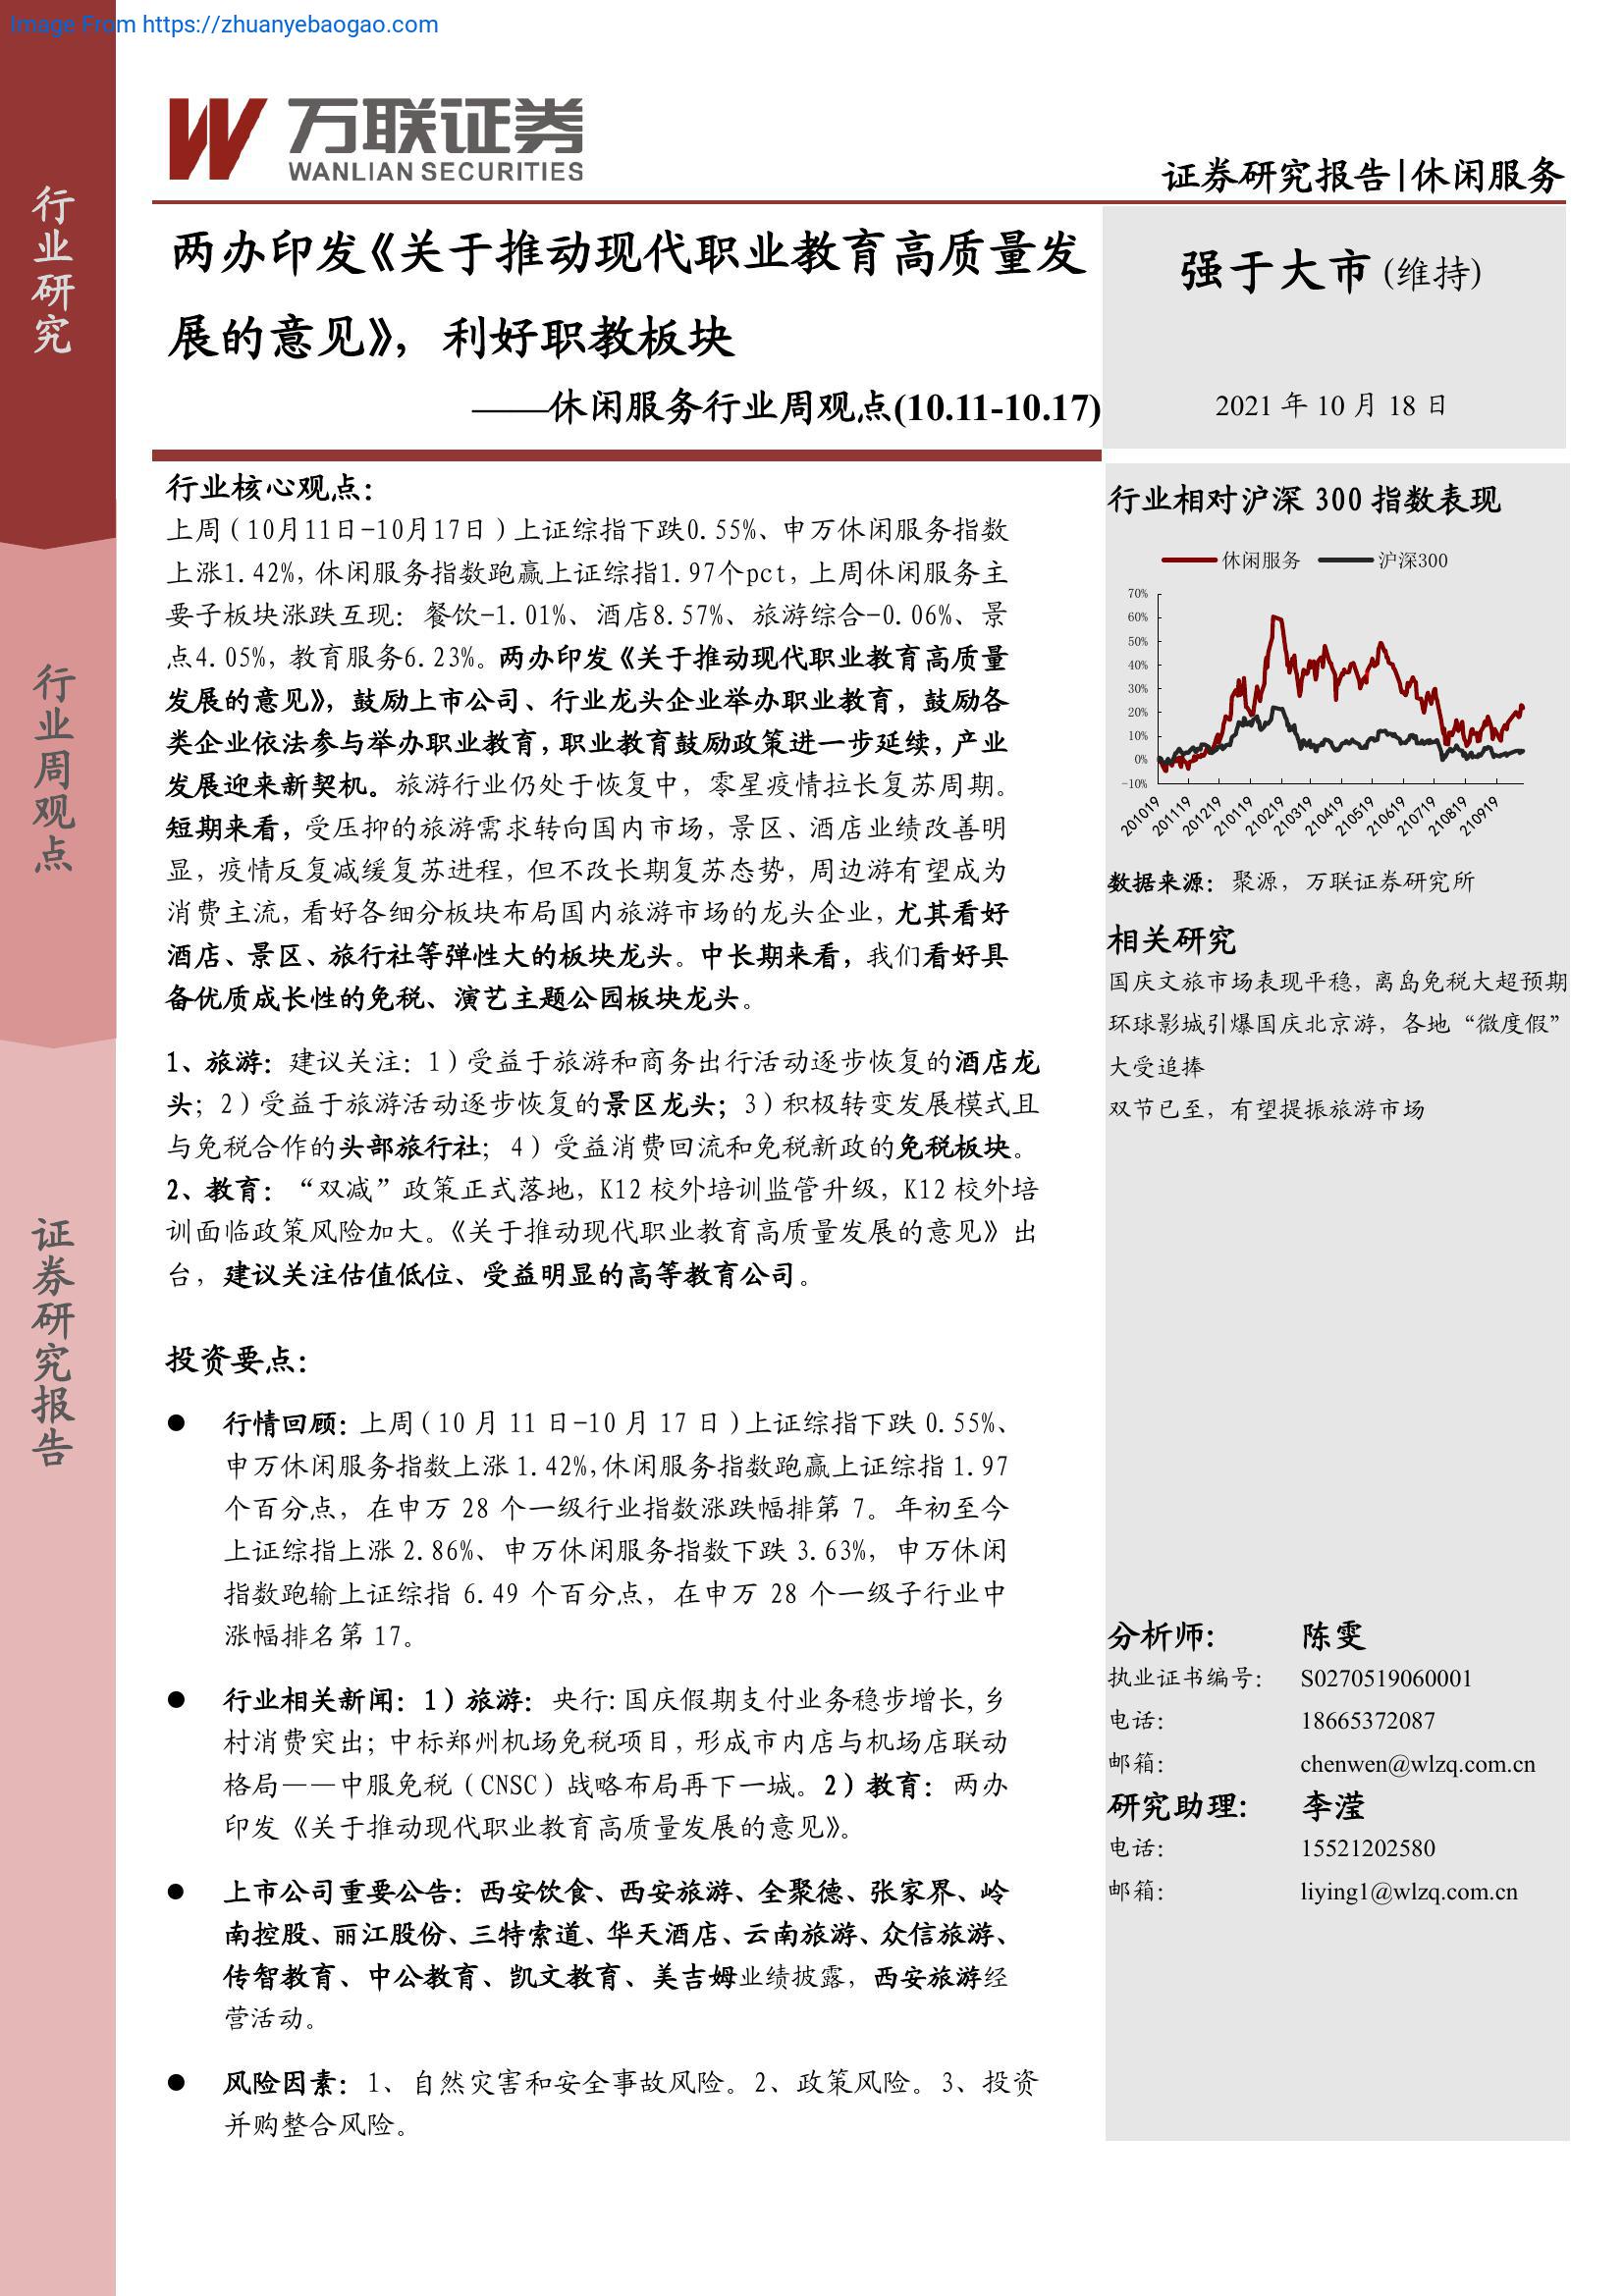 Image From https://zhuanyebaogao.com
万联证券
WANLIAN SECURITIES
证券研究报告|休闲服务
行业研究
行业周观点
证券研究报告
两办印发《关于推动现代职业教育高质量发
展的意见》，利好职教板块
——休闲服务行业周观点(10.11-10.17)
强于大市(维持)
2021 年 10 月 18 日
行业核心观点：
上周（10月11日-10月17日）上证综指下跌0.55%、申万休闲服务指数
上涨1.42%，休闲服务指数跑赢上证综指1.97个pct，上周休闲服务主
要子板块涨跌互现：餐饮-1.01%、酒店8.57%、旅游综合-0.06%、景
点4.05%，教育服务6.23%。两办印发《关于推动现代职业教育高质量
发展的意见》，鼓励上市公司、行业龙头企业举办职业教育，鼓励各
类企业依法参与举办职业教育，职业教育鼓励政策进一步延续，产业
发展迎来新契机。旅游行业仍处于恢复中，零星疫情拉长复苏周期。
短期来看，受压抑的旅游需求转向国内市场，景区、酒店业绩改善明
显，疫情反复减缓复苏进程，但不改长期复苏态势，周边游有望成为
消费主流，看好各细分板块布局国内旅游市场的龙头企业，尤其看好
酒店、景区、旅行社等弹性大的板块龙头。中长期来看，我们看好具
备优质成长性的免税、演艺主题公园板块龙头。
1、旅游：建议关注：1）受益于旅游和商务出行活动逐步恢复的酒店龙
头；2）受益于旅游活动逐步恢复的景区龙头；3）积极转变发展模式且
与免税合作的头部旅行社；4）受益消费回流和免税新政的免税板块。
2、教育：“双减”政策正式落地，K12 校外培训监管升级，K12 校外培
训面临政策风险加大。《关于推动现代职业教育高质量发展的意见》出
台，建议关注估值低位、受益明显的高等教育公司。
投资要点：
● 行情回顾：上周（10 月 11 日-10 月 17 日）上证综指下跌 0.55%、
申万休闲服务指数上涨 1.42%，休闲服务指数跑赢上证综指 1.97
个百分点，在申万 28 个一级行业指数涨跌幅排第 7。年初至今
上证综指上涨 2.86%、申万休闲服务指数下跌 3.63%，申万休闲
指数跑输上证综指 6.49 个百分点，在申万 28 个一级子行业中
涨幅排名第 17。
● 行业相关新闻：1）旅游：央行：国庆假期支付业务稳步增长，乡
村消费突出；中标郑州机场免税项目，形成市内店与机场店联动
格局——中服免税（CNSC）战略布局再下一城。2）教育：两办
印发《关于推动现代职业教育高质量发展的意见》。
● 上市公司重要公告：西安饮食、西安旅游、全聚德、张家界、岭
南控股、丽江股份、三特索道、华天酒店、云南旅游、众信旅游、
传智教育、中公教育、凯文教育、美吉姆业绩披露，西安旅游经
营活动。
● 风险因素：1、自然灾害和安全事故风险。2、政策风险。3、投资
并购整合风险。
行业相对沪深 300 指数表现
休闲服务 沪深300
70%
60%
50%
40%
30%
20%
10%
0%
-10%
201019 201119 201219 210119 210219 210319 210419 210519 210619 210719 210819 210919
数据来源：聚源，万联证券研究所
相关研究
国庆文旅市场表现平稳，离岛免税大超预期
环球影城引爆国庆北京游，各地“微度假”
大受追捧
双节已至，有望提振旅游市场
分析师： 陈雯
执业证书编号： S0270519060001
电话： 18665372087
邮箱： chenwen@wlzq.com.cn
研究助理： 李滢
电话： 15521202580
邮箱： liying1@wlzq.com.cn